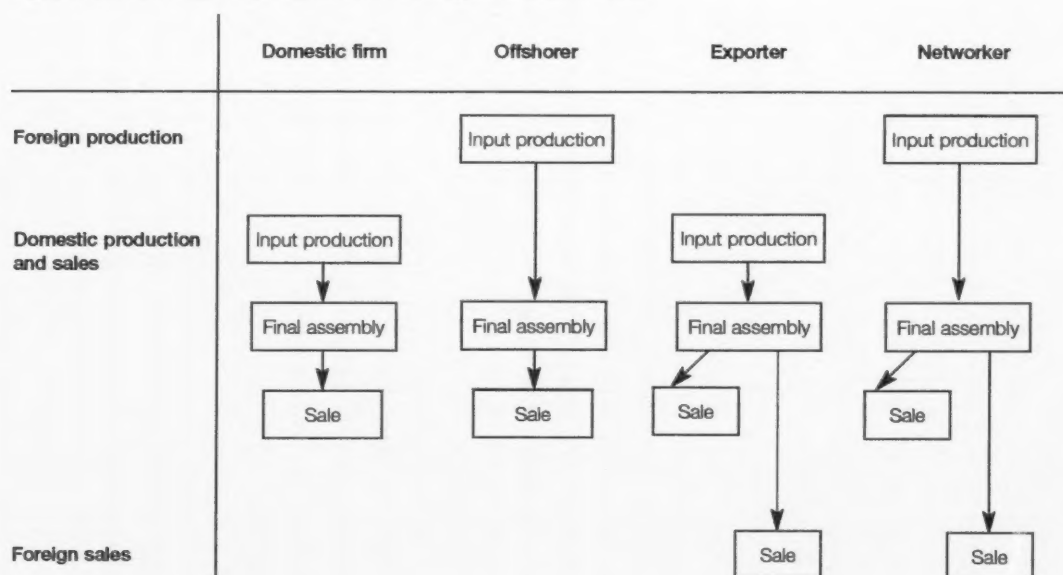 Domestic firm Offshorer Exporter Networker
Foreign production Input production Input production
Domestic production
and sales
Input production Input production
Final assembly Final assembly Final assembly Final assembly
Sale Sale Sale Sale
Foreign sales Sale Sale